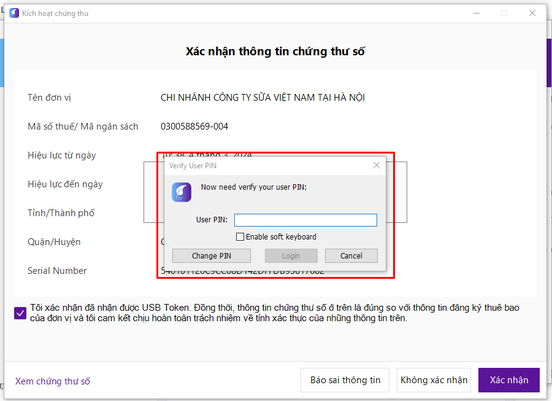 Kích hoạt chứng thư
Xác nhận thông tin chứng thư số
Tên đơn vị CHI NHÁNH CÔNG TY SỮA VIỆT NAM TẠI HÀ NỘI
Mã số thuế/ Mã ngân sách 0300588569-004
Hiệu lực từ ngày
Hiệu lực đến ngày
Tỉnh/Thành phố
Quận/Huyện
Serial Number
Verify User PIN
Now need verify your user PIN:
User PIN:
Enable soft keyboard
Change PIN Login Cancel
Tôi xác nhận đã nhận được USB Token. Đồng thời, thông tin chứng thư số ở trên là đúng so với thông tin đăng ký thuê bao
của đơn vị và tôi cam kết chịu hoàn toàn trách nhiệm về tính xác thực của những thông tin trên.
Xem chứng thư số Báo sai thông tin Không xác nhận Xác nhận